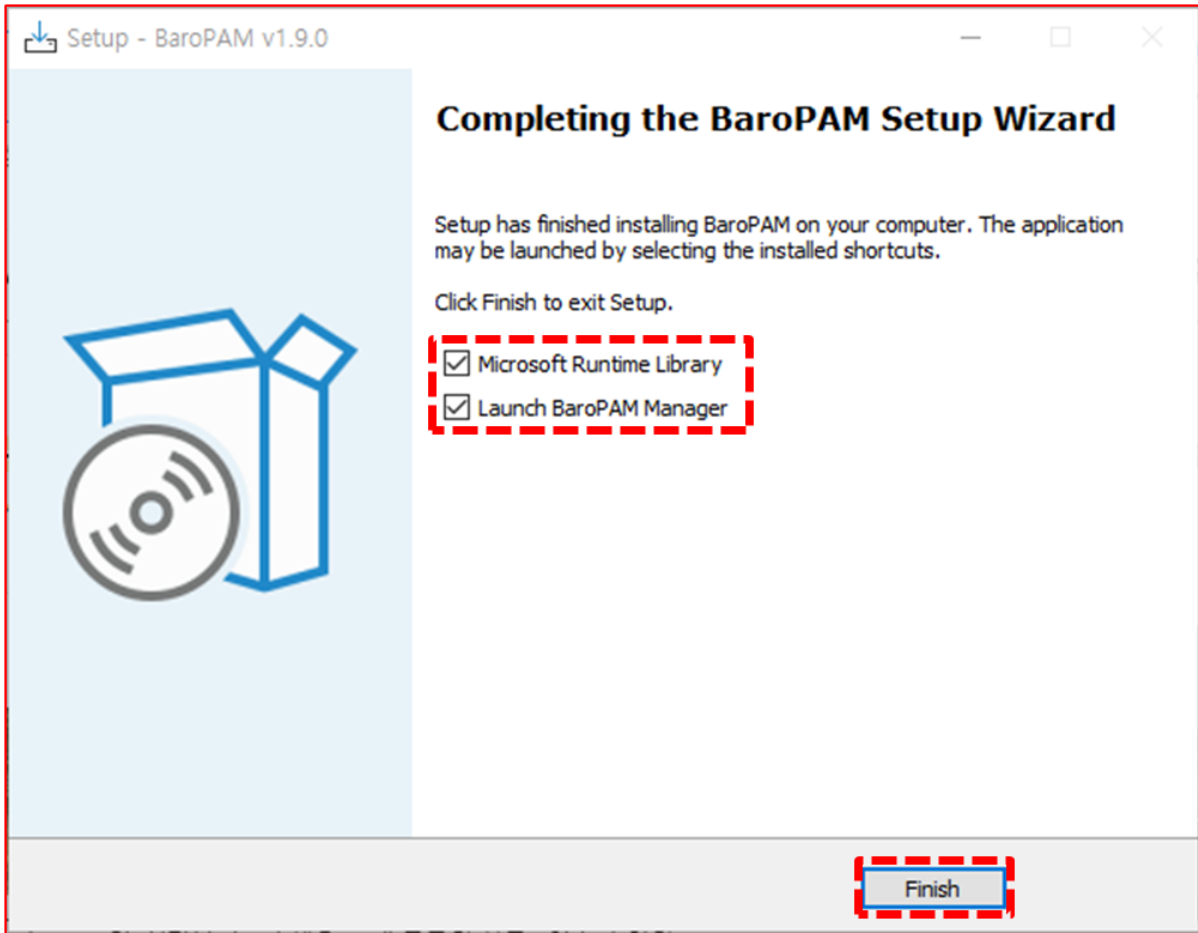 Setup - BaroPAM v1.9.0
Completing the BaroPAM Setup Wizard
Setup has finished installing BaroPAM on your computer. The application
may be launched by selecting the installed shortcuts.
Click Finish to exit Setup.
Microsoft Runtime Library
Launch BaroPAM Manager
Finish